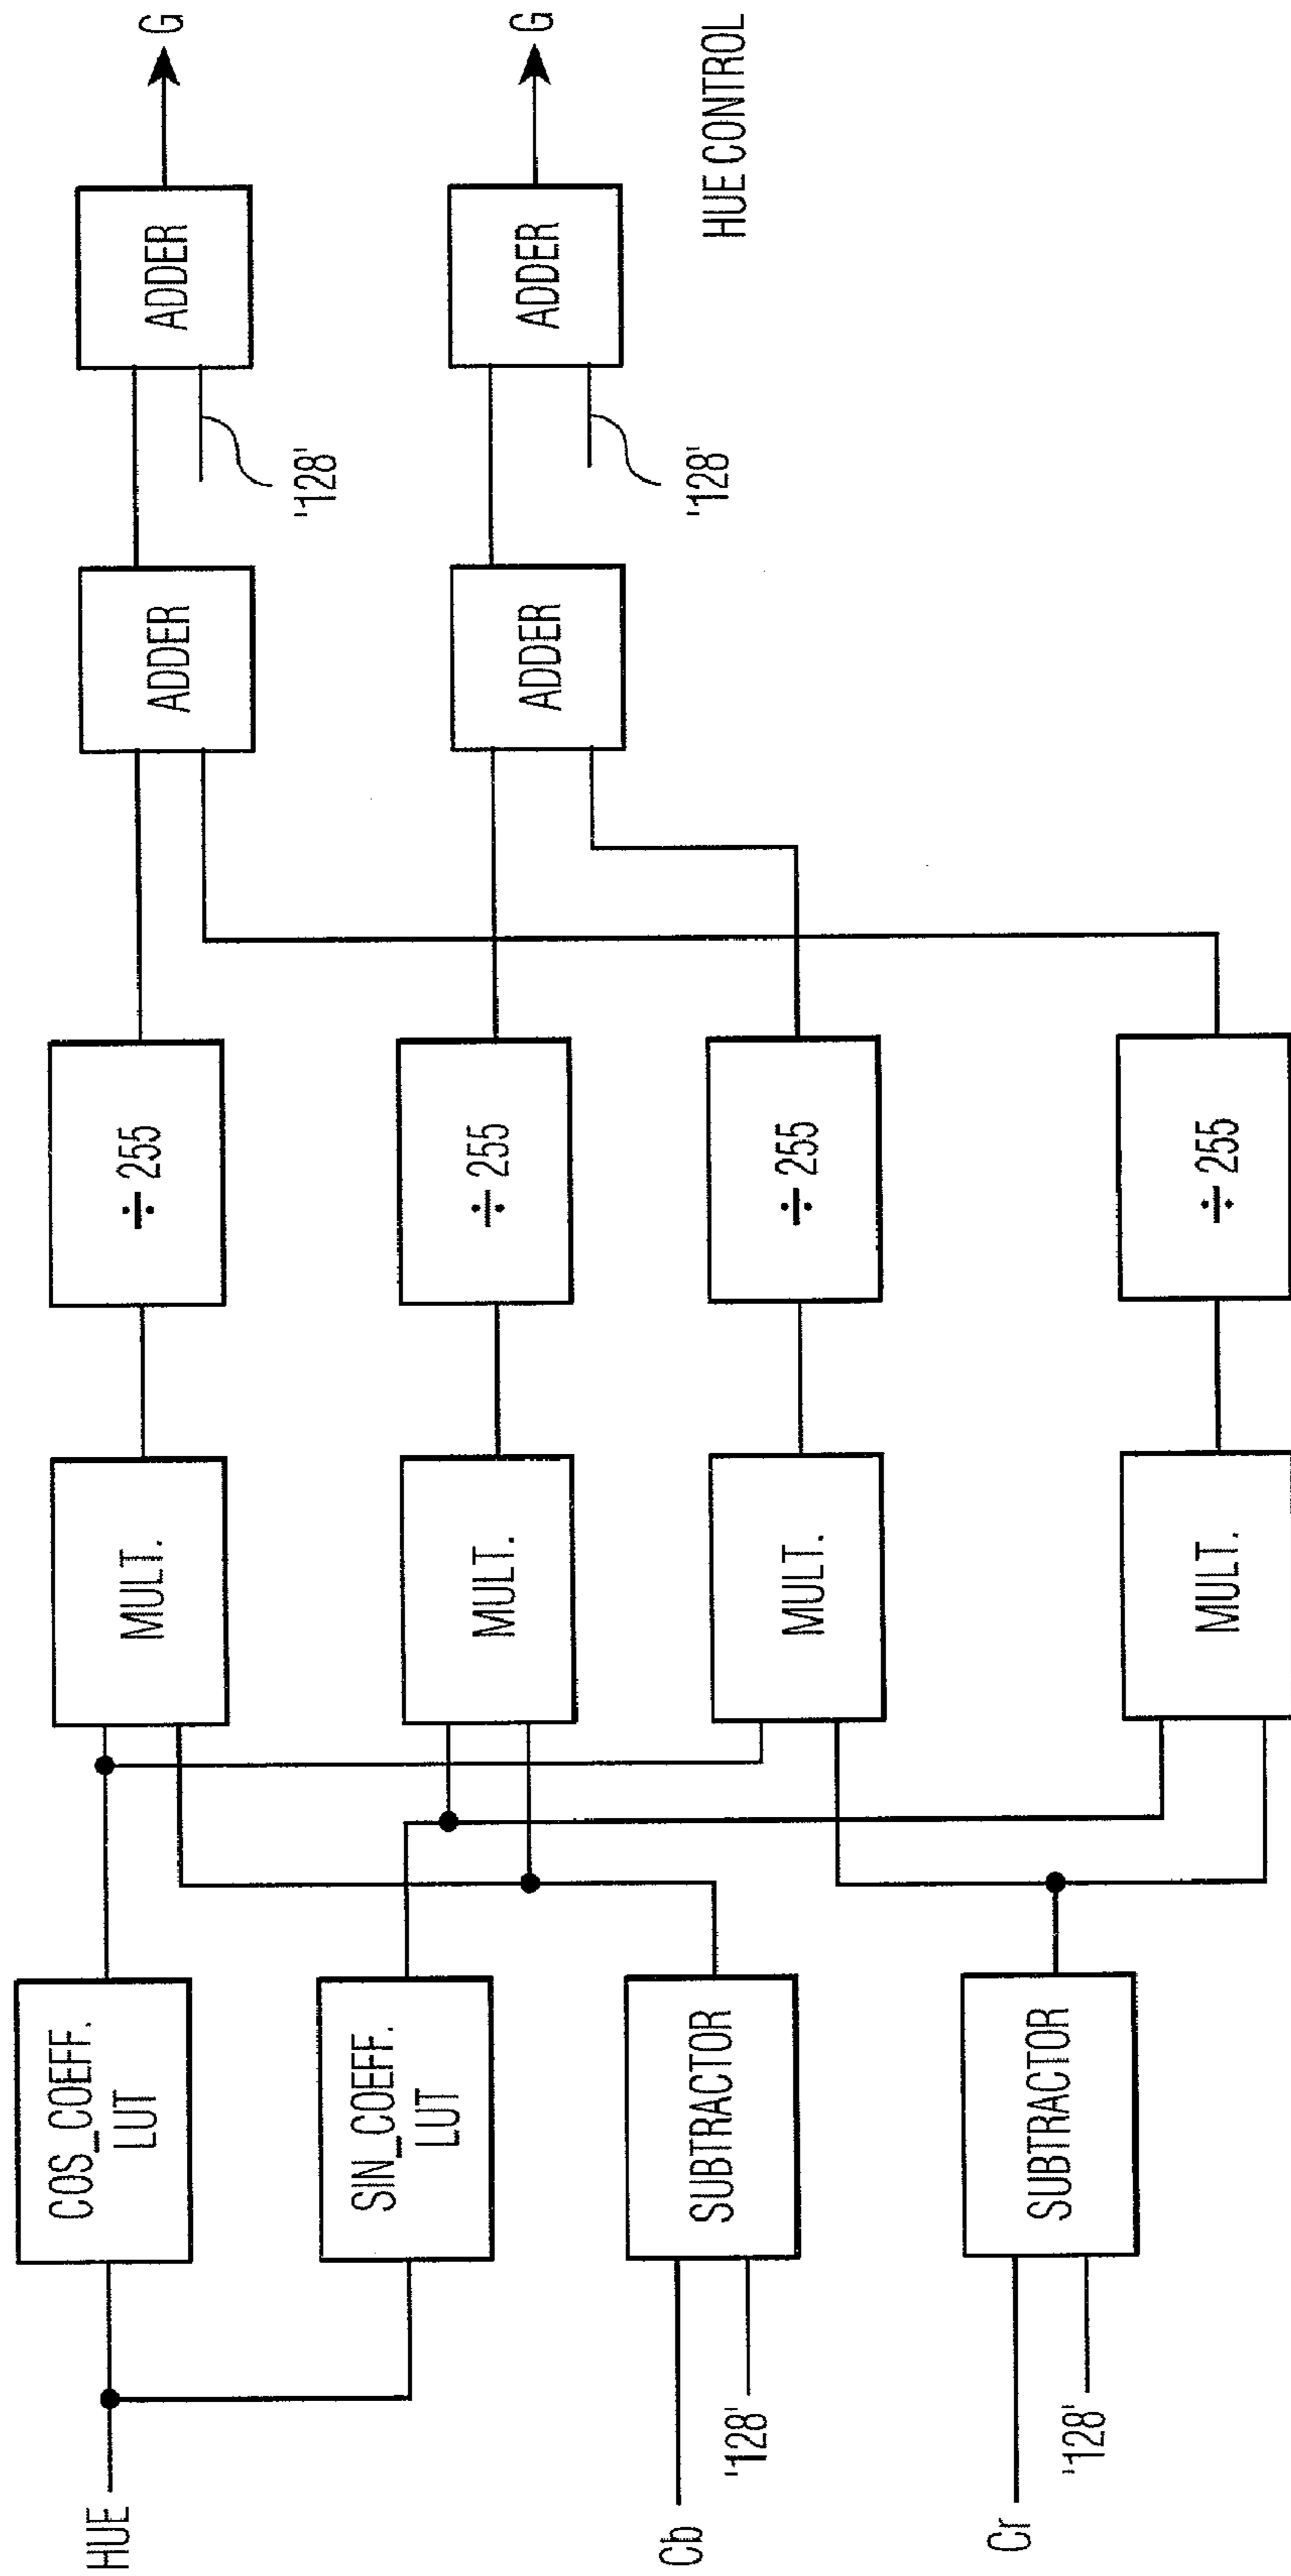 HUE
Cb
'128'
Cr
'128'
COS_COEFF.
LUT
SIN_COEFF.
LUT
SUBTRACTOR
SUBTRACTOR
MULT.
MULT.
MULT.
MULT.
÷ 255
÷ 255
÷ 255
÷ 255
ADDER
ADDER
'128'
'128'
ADDER
ADDER
G
G
HUE CONTROL